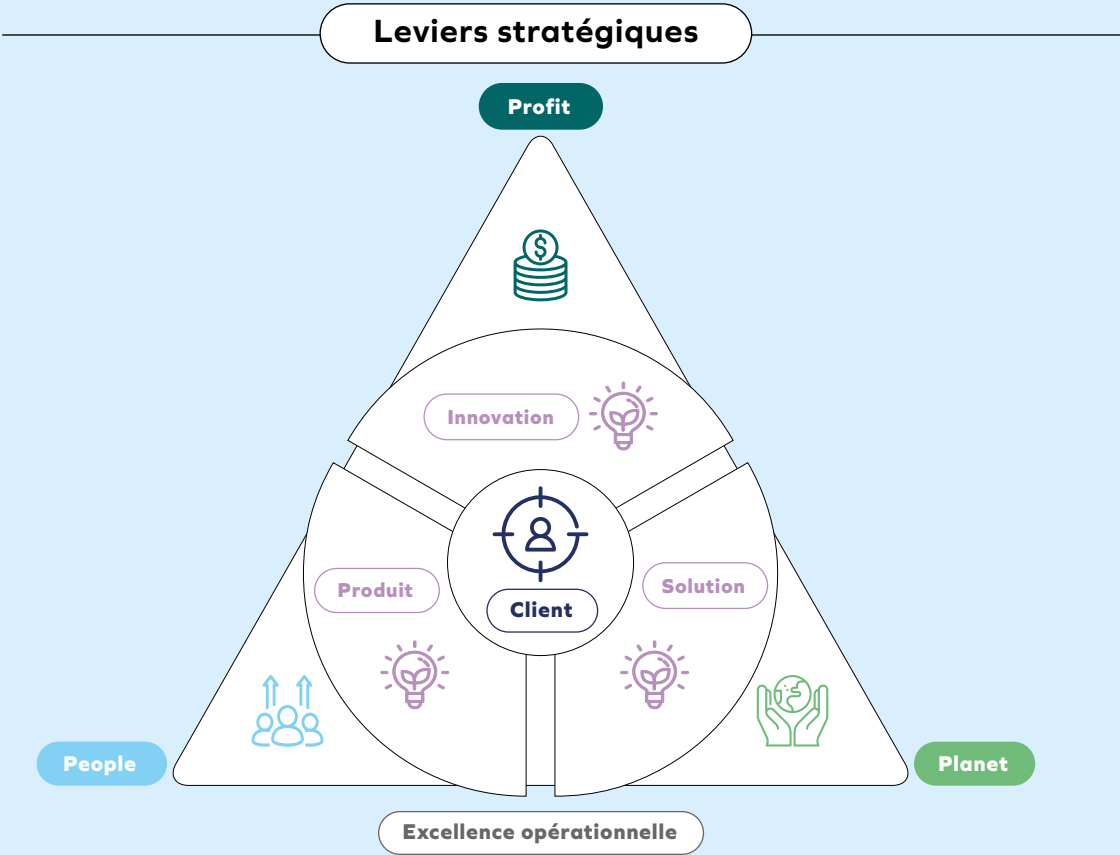 Leviers stratégiques
Profit
$
Innovation
Produit
Solution
Client
People
Planet
Excellence opérationnelle